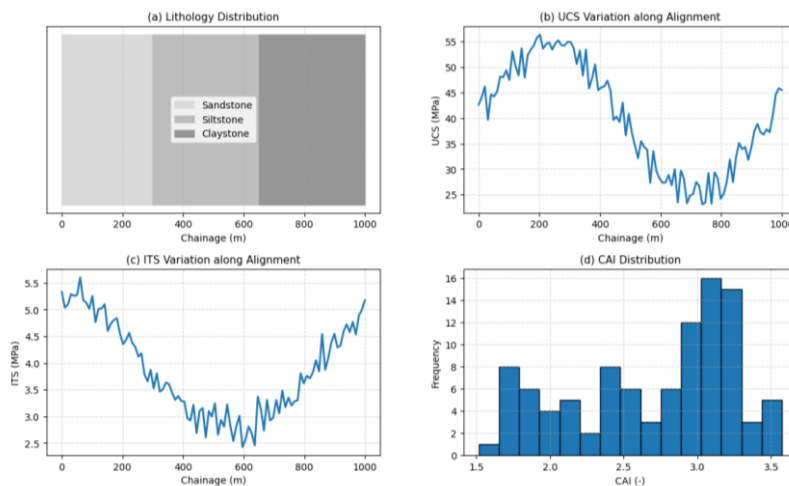 (a) Lithology Distribution
Sandstone
Siltstone
Claystone
0 200 400 600 800 1000
Chainage (m)
(b) UCS Variation along Alignment
UCS (MPa)
55
50
45
40
35
30
25
0 200 400 600 800 1000
Chainage (m)
(c) ITS Variation along Alignment
ITS (MPa)
5.5
5.0
4.5
4.0
3.5
3.0
2.5
0 200 400 600 800 1000
Chainage (m)
(d) CAI Distribution
Frequency
16
14
12
10
8
6
4
2
0
1.5 2.0 2.5 3.0 3.5
CAI (-)